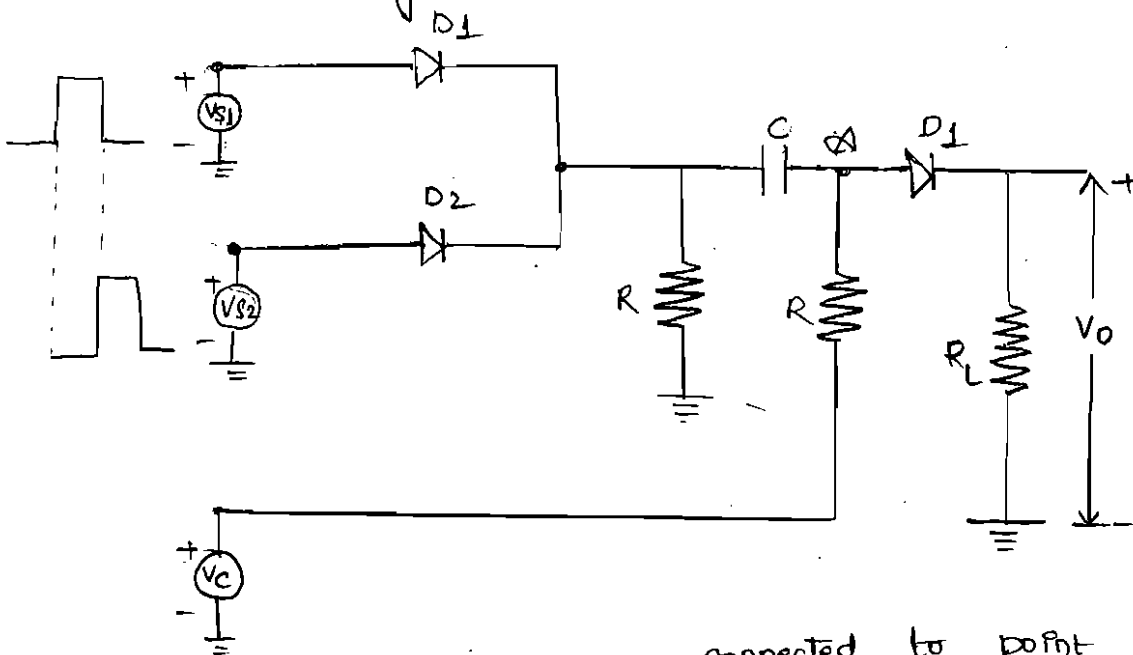 D1
+
VS1
-
D2
+
VS2
-
C
A
D1
+
R
R
RL
VO
-
+
VC
-
connected to point